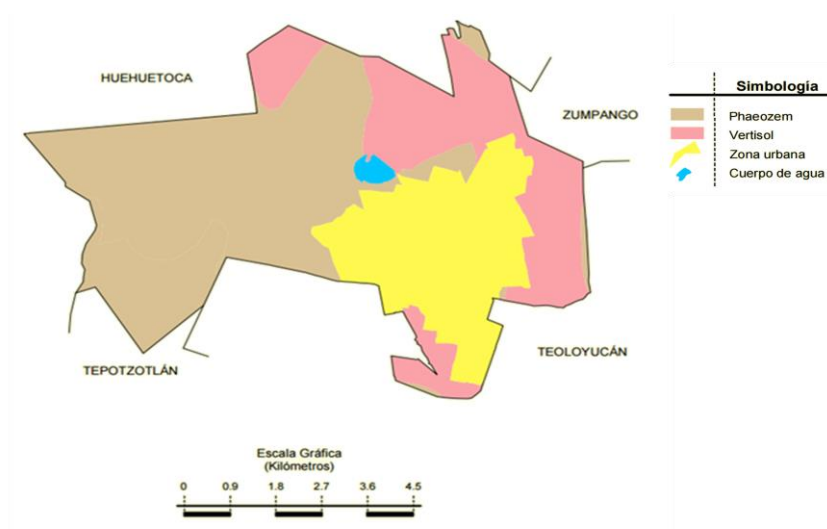 HUEHUETOCA
ZUMPANGO
Simbología
Phaeozem
Vertisol
Zona urbana
Cuerpo de agua
TEPOTZOTLÁN
TEOLOYUCÁN
Escala Gráfica
(Kilómetros)
0 0.9 1.8 2.7 3.6 4.5